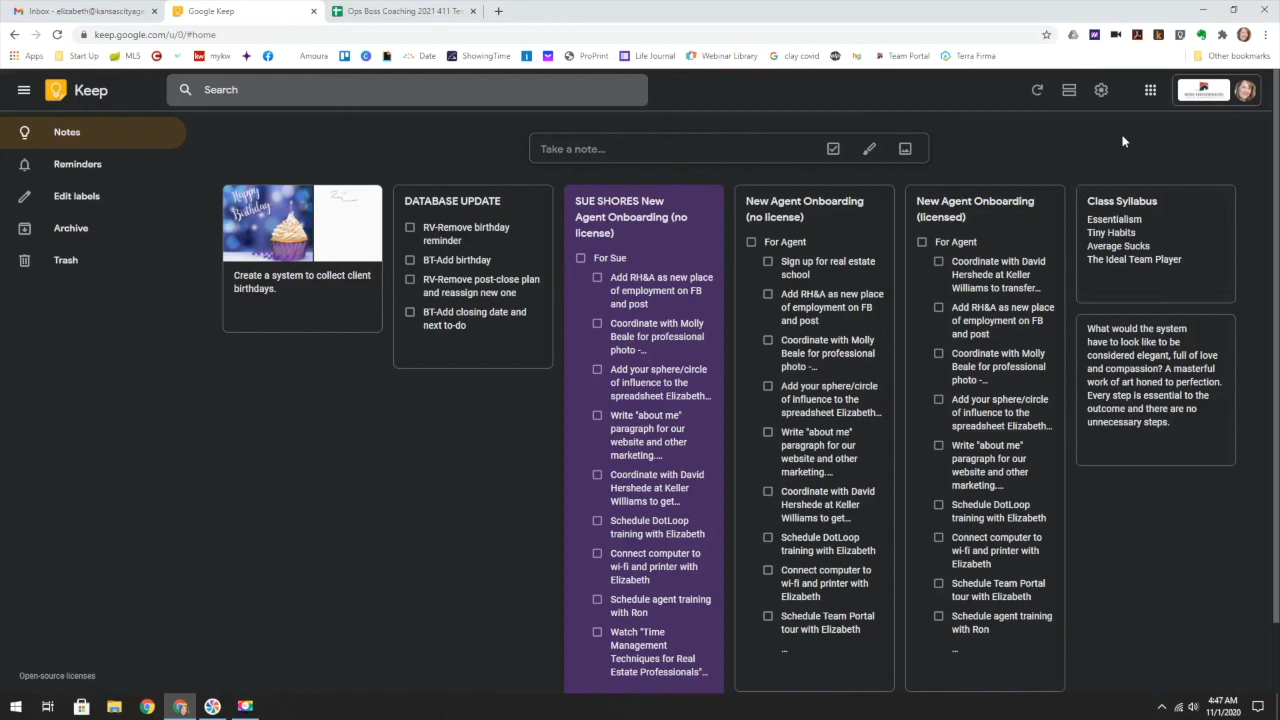 Inbox - elizabeth@kansascityage
Google Keep
Ops Boss Coaching 2021 411 Ter
keep.google.com/u/0/#home
Apps
Start Up
MLS
mykw
Amoura
Date
ShowingTime
ProPrint
Life Journal
Webinar Library
clay covid
hg
Team Portal
Terra Firma
Other bookmarks
Keep
Search
RON HENDERSON
Notes
Reminders
Edit labels
Archive
Trash
Take a note...
Happy
Birthday
Create a system to collect client
birthdays.
DATABASE UPDATE
RV-Remove birthday
reminder
BT-Add birthday
RV-Remove post-close plan
and reassign new one
BT-Add closing date and
next to-do
SUE SHORES New
Agent Onboarding (no
license)
For Sue
Add RH&A as new place
of employment on FB
and post
Coordinate with Molly
Beale for professional
photo -...
Add your sphere/circle
of influence to the
spreadsheet Elizabeth...
Write "about me"
paragraph for our
website and other
marketing....
Coordinate with David
Hershede at Keller
Williams to get...
Schedule DotLoop
training with Elizabeth
Connect computer to
wi-fi and printer with
Elizabeth
Schedule agent training
with Ron
Watch "Time
Management
Techniques for Real
Estate Professionals"...
New Agent Onboarding
(no license)
For Agent
Sign up for real estate
school
Add RH&A as new place
of employment on FB
and post
Coordinate with Molly
Beale for professional
photo -...
Add your sphere/circle
of influence to the
spreadsheet Elizabeth...
Write "about me"
paragraph for our
website and other
marketing....
Coordinate with David
Hershede at Keller
Williams to get...
Schedule DotLoop
training with Elizabeth
Connect computer to
wi-fi and printer with
Elizabeth
Schedule Team Portal
tour with Elizabeth
...
New Agent Onboarding
(licensed)
For Agent
Coordinate with David
Hershede at Keller
Williams to transfer...
Add RH&A as new place
of employment on FB
and post
Coordinate with Molly
Beale for professional
photo -...
Add your sphere/circle
of influence to the
spreadsheet Elizabeth...
Write "about me"
paragraph for our
website and other
marketing....
Schedule DotLoop
training with Elizabeth
Connect computer to
wi-fi and printer with
Elizabeth
Schedule Team Portal
tour with Elizabeth
Schedule agent training
with Ron
...
Class Syllabus
Essentialism
Tiny Habits
Average Sucks
The Ideal Team Player
What would the system
have to look like to be
considered elegant, full of love
and compassion? A masterful
work of art honed to perfection.
Every step is essential to the
outcome and there are no
unnecessary steps.
Open-source licenses
4:47 AM
11/1/2020